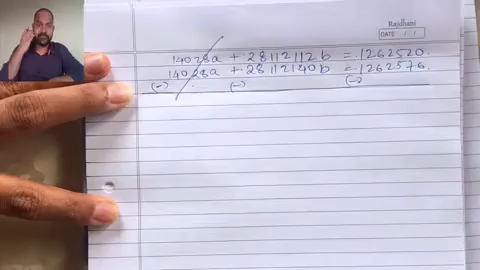 Rajdhani
DATE / /
14028a + 28112112b = 1262520.
14028a + 28112140b = 1262576.
(-) (-) (-)